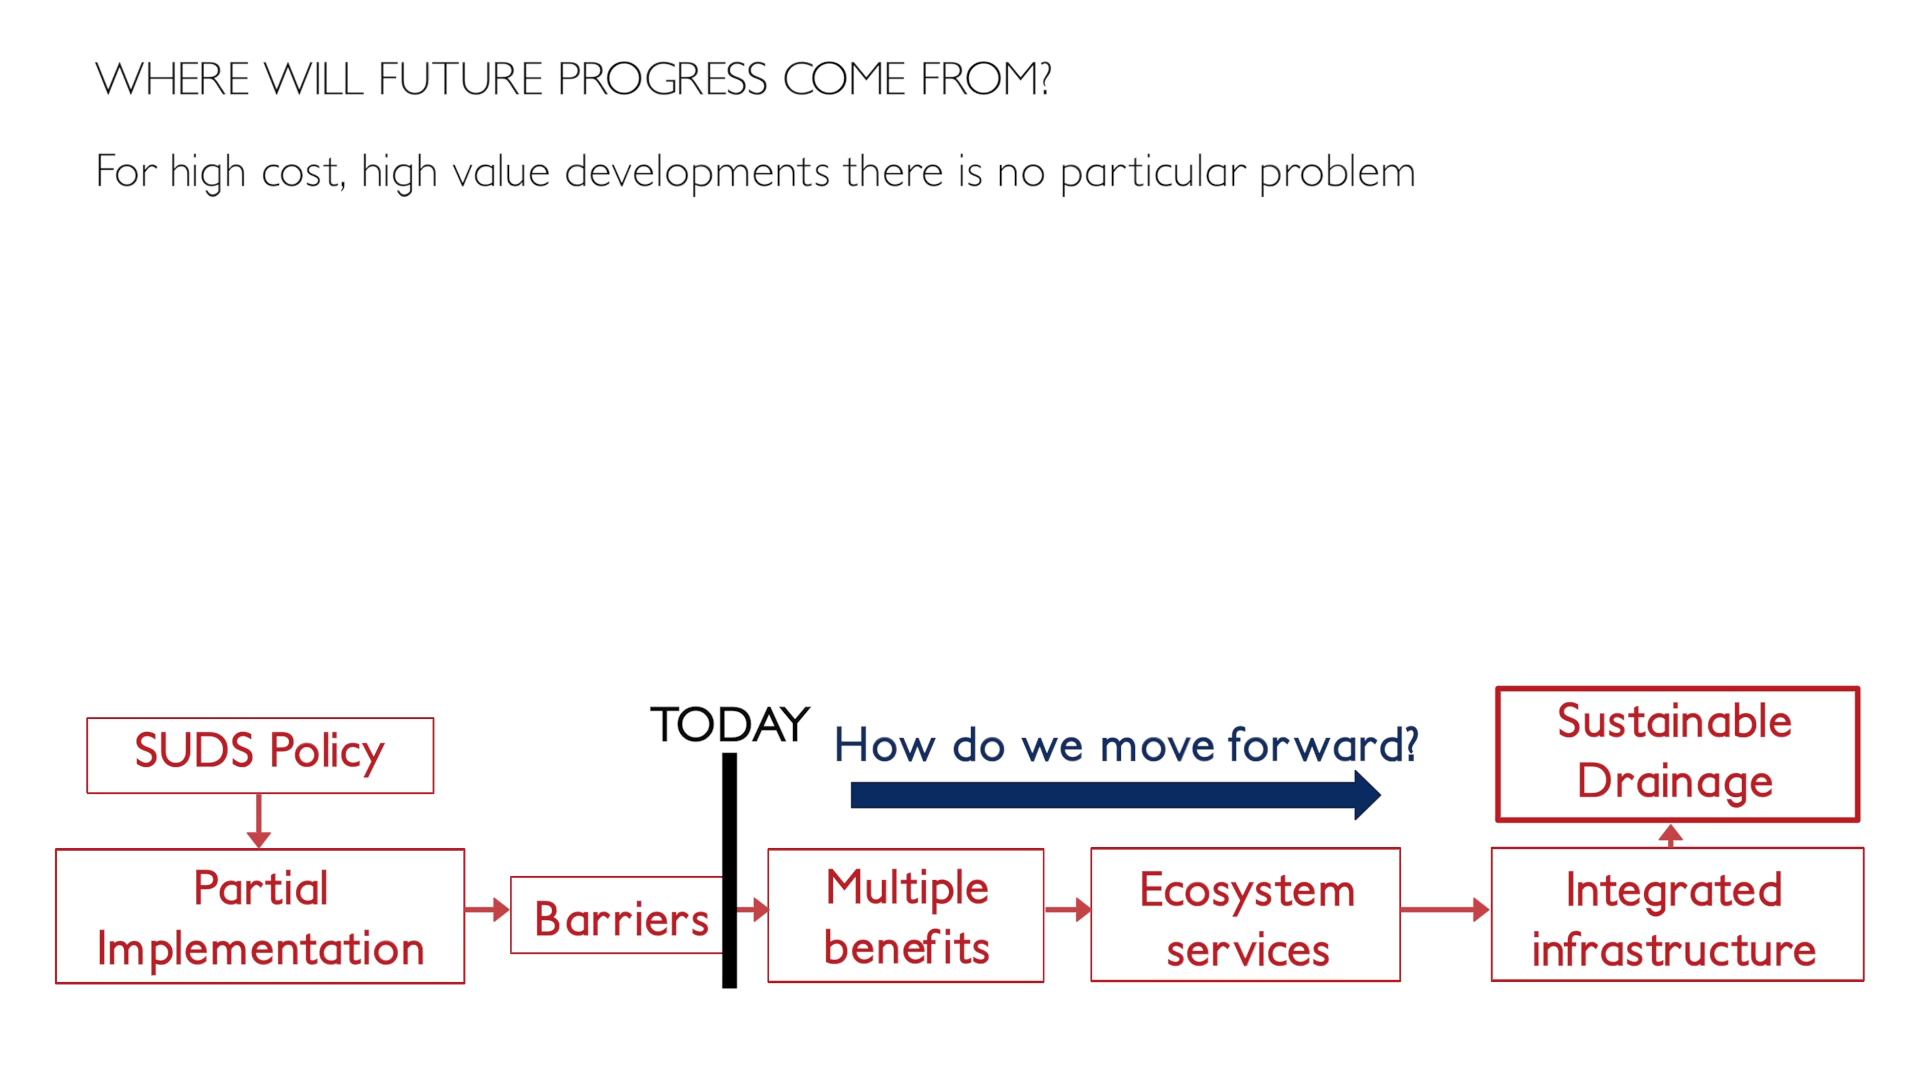 WHERE WILL FUTURE PROGRESS COME FROM?
For high cost, high value developments there is no particular problem
SUDS Policy
Partial
Implementation
Barriers
TODAY
How do we move forward?
Multiple
benefits
Ecosystem
services
Integrated
infrastructure
Sustainable
Drainage